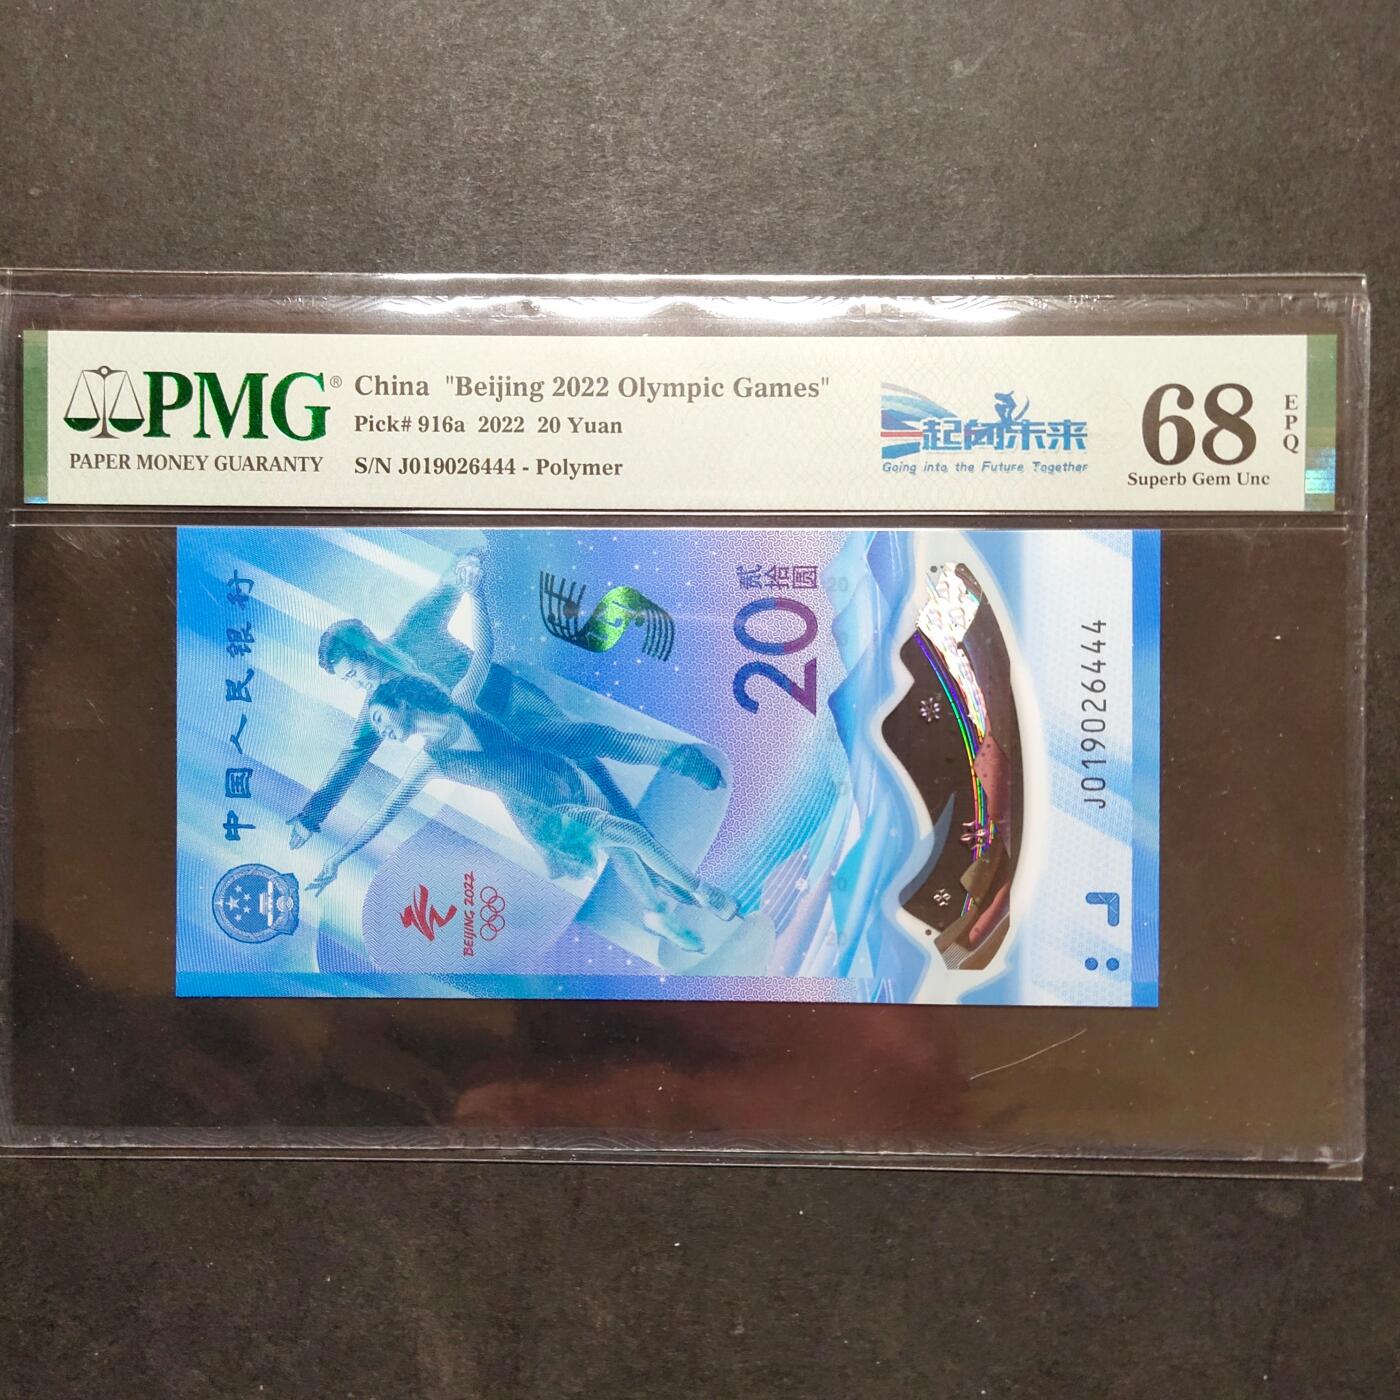 PMG®
PAPER MONEY GUARANTY
China "Beijing 2022 Olympic Games"
Pick# 916a 2022 20 Yuan
S/N J019026444 - Polymer
起向未来
Going into the Future Together
68
EPQ
Superb Gem Unc
中国人民银行
贰拾圆
20
BEIJING 2022
J019026444